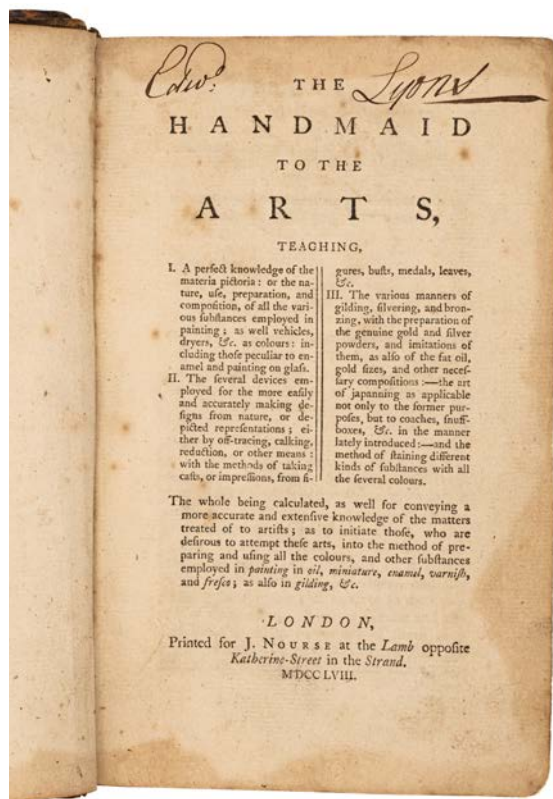 Edwd. Lyons
THE
HANDMAID
TO THE
ARTS,
TEACHING,
I. A perfect knowledge of the
materia pictoria: or the na-
ture, use, preparation, and
composition, of all the vari-
ous substances employed in
painting; as well vehicles,
dryers, &c. as colours: in-
cluding those peculiar to en-
amel and painting on glass.
II. The several devices em-
ployed for the more easily
and accurately making de-
signs from nature, or de-
picted representations; ei-
ther by off-tracing, calking,
reduction, or other means:
with the methods of taking
casts, or impressions, from fi-
gures, busts, medals, leaves,
&c.
III. The various manners of
gilding, silvering, and bron-
zing, with the preparation of
the genuine gold and silver
powders, and imitations of
them, as also of the fat oil,
gold sizes, and other neces-
sary compositions:—the art
of japanning as applicable
not only to the former pur-
poses, but to coaches, snuff-
boxes, &c. in the manner
lately introduced:—and the
method of staining different
kinds of substances with all
the several colours.
The whole being calculated, as well for conveying a
more accurate and extensive knowledge of the matters
treated of to artists; as to initiate those, who are
desirous to attempt these arts, into the method of pre-
paring and using all the colours, and other substances
employed in painting in oil, miniature, enamel, varnish,
and fresco; as also in gilding, &c.
LONDON,
Printed for J. NOURSE at the Lamb opposite
Katherine-Street in the Strand.
MDCCLVIII.